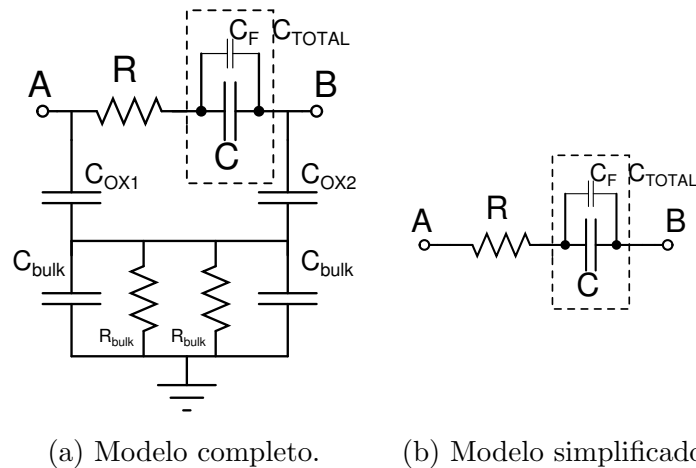 C_F C_TOTAL
A R B
C
C_OX1 C_OX2
C_bulk C_bulk
R_bulk R_bulk
C_F C_TOTAL
A R B
C
(a) Modelo completo.
(b) Modelo simplificado